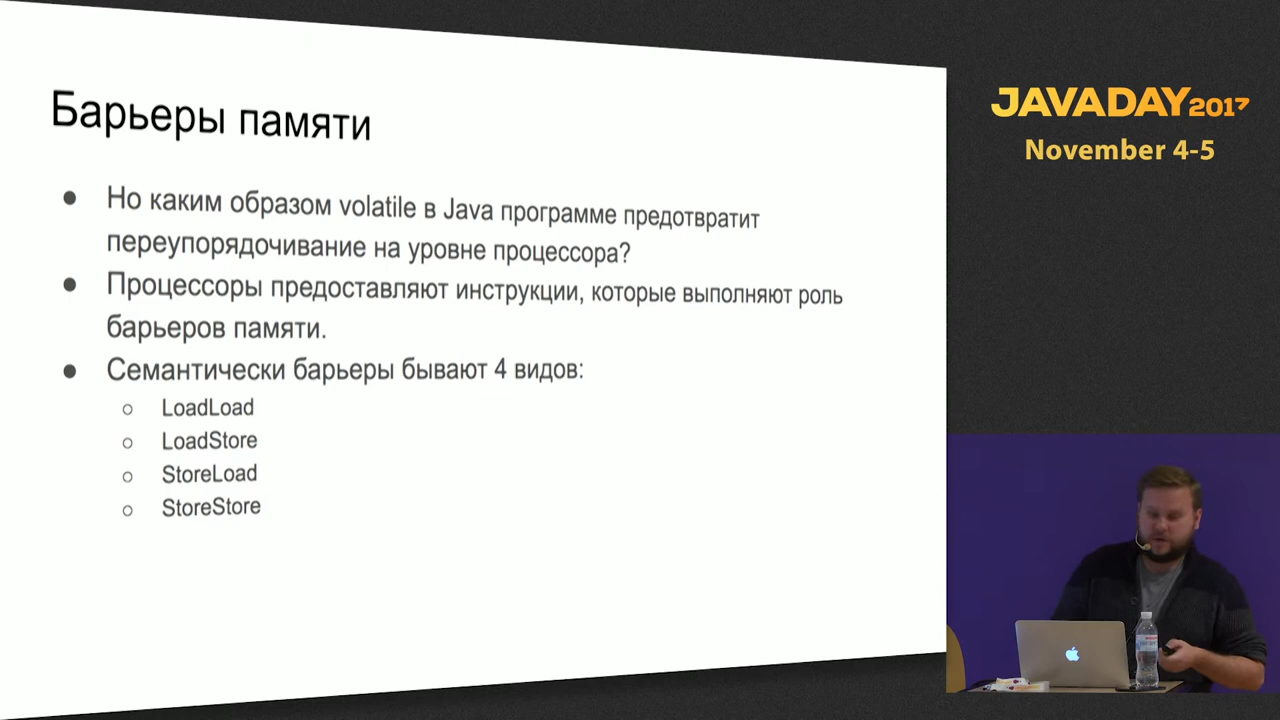 Барьеры памяти
Но каким образом volatile в Java программе предотвратит
переупорядочивание на уровне процессора?
Процессоры предоставляют инструкции, которые выполняют роль
барьеров памяти.
Семантически барьеры бывают 4 видов:
LoadLoad
LoadStore
StoreLoad
StoreStore
JAVADAY2017
November 4-5